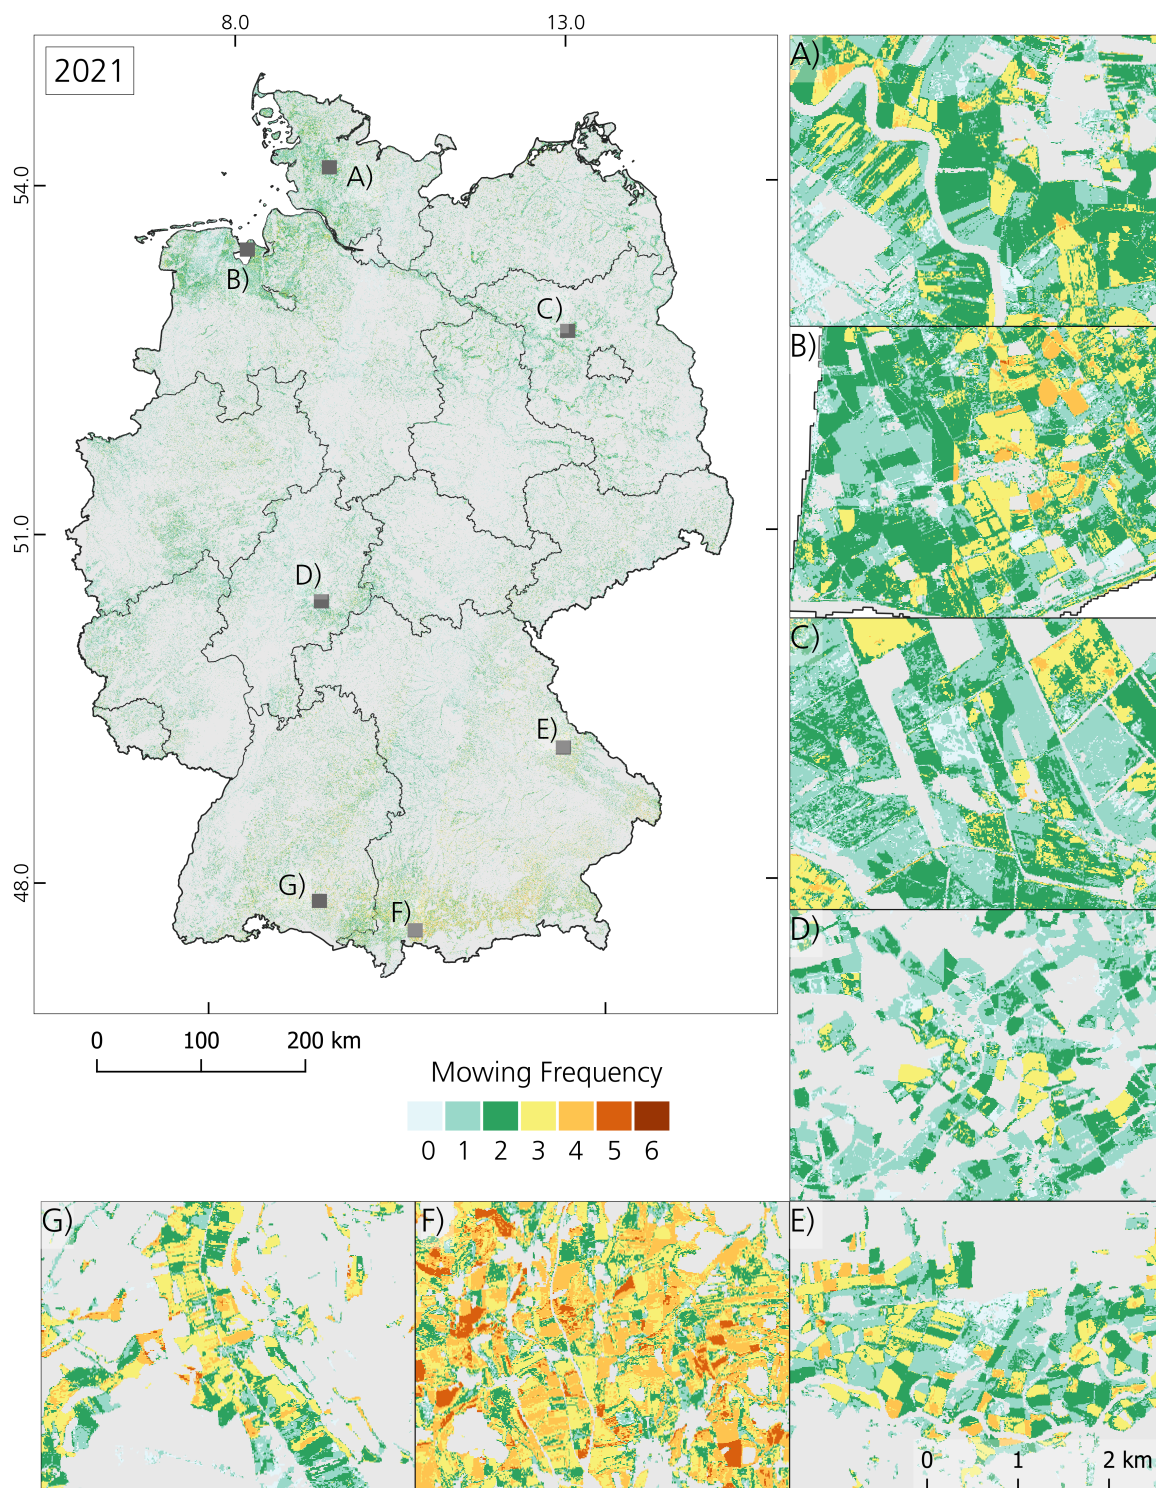 8.0 13.0
2021
54.0
51.0
48.0
A)
B)
C)
D)
E)
G)
F)
0 100 200 km
Mowing Frequency
0 1 2 3 4 5 6
A)
B)
C)
D)
G)
F)
E)
0 1 2 km